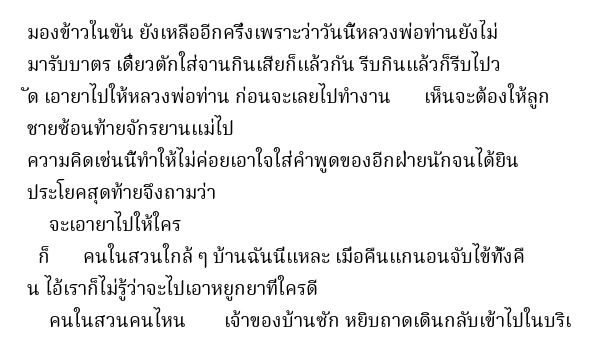 มองข้าวในขัน ยังเหลืออีกครึ่งเพราะว่าวันนี้หลวงพ่อท่านยังไม่
มารับบาตร เดี๋ยวตักใส่จานกินเสียก็แล้วกัน รีบกินแล้วก็รีบไปว
ัด เอายาไปให้หลวงพ่อท่าน ก่อนจะเลยไปทำงาน เห็นจะต้องให้ลูก
ชายซ้อนท้ายจักรยานแม่ไป
ความคิดเช่นนี้ทำให้ไม่ค่อยเอาใจใส่คำพูดของอีกฝ่ายนักจนได้ยิน
ประโยคสุดท้ายจึงถามว่า
จะเอายาไปให้ใคร
ก็ คนในสวนใกล้ ๆ บ้านฉันนี่แหละ เมื่อคืนแกนอนจับไข้ทั้งคื
น ไอ้เราก็ไม่รู้ว่าจะไปเอาหยูกยาที่ใครดี
คนในสวนคนไหน เจ้าของบ้านซัก หยิบถาดเดินกลับเข้าไปในบริเ